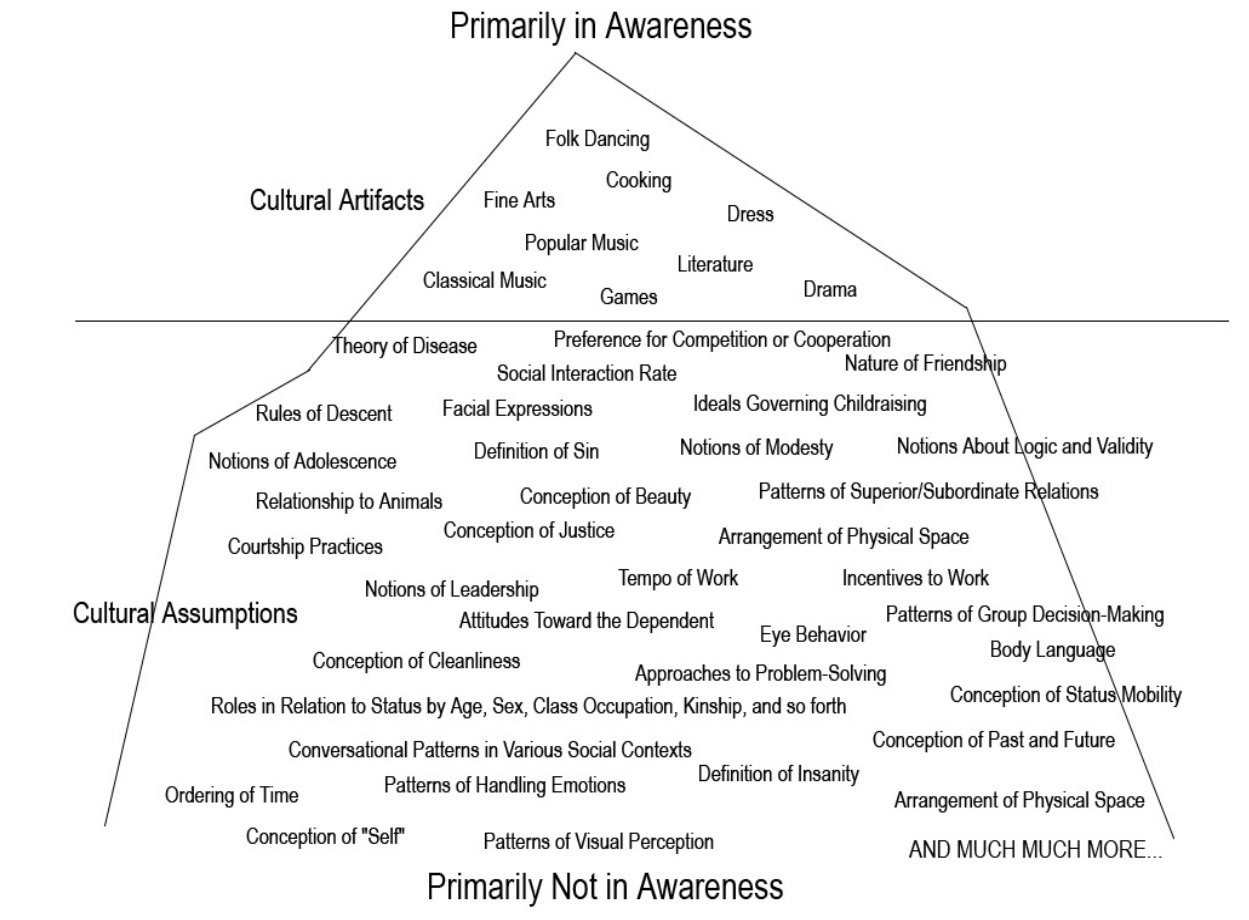 Primarily in Awareness
Folk Dancing
Cooking
Cultural Artifacts
Fine Arts
Dress
Popular Music
Literature
Classical Music
Drama
Games
Theory of Disease
Preference for Competition or Cooperation
Nature of Friendship
Social Interaction Rate
Rules of Descent
Facial Expressions
Ideals Governing Childraising
Notions of Adolescence
Definition of Sin
Notions of Modesty
Notions About Logic and Validity
Relationship to Animals
Conception of Beauty
Patterns of Superior/Subordinate Relations
Courtship Practices
Conception of Justice
Arrangement of Physical Space
Notions of Leadership
Tempo of Work
Incentives to Work
Cultural Assumptions
Attitudes Toward the Dependent
Eye Behavior
Patterns of Group Decision-Making
Body Language
Conception of Cleanliness
Approaches to Problem-Solving
Conception of Status Mobility
Roles in Relation to Status by Age, Sex, Class Occupation, Kinship, and so forth
Conversational Patterns in Various Social Contexts
Conception of Past and Future
Ordering of Time
Patterns of Handling Emotions
Definition of Insanity
Arrangement of Physical Space
Conception of "Self"
Patterns of Visual Perception
AND MUCH MUCH MORE...
Primarily Not in Awareness